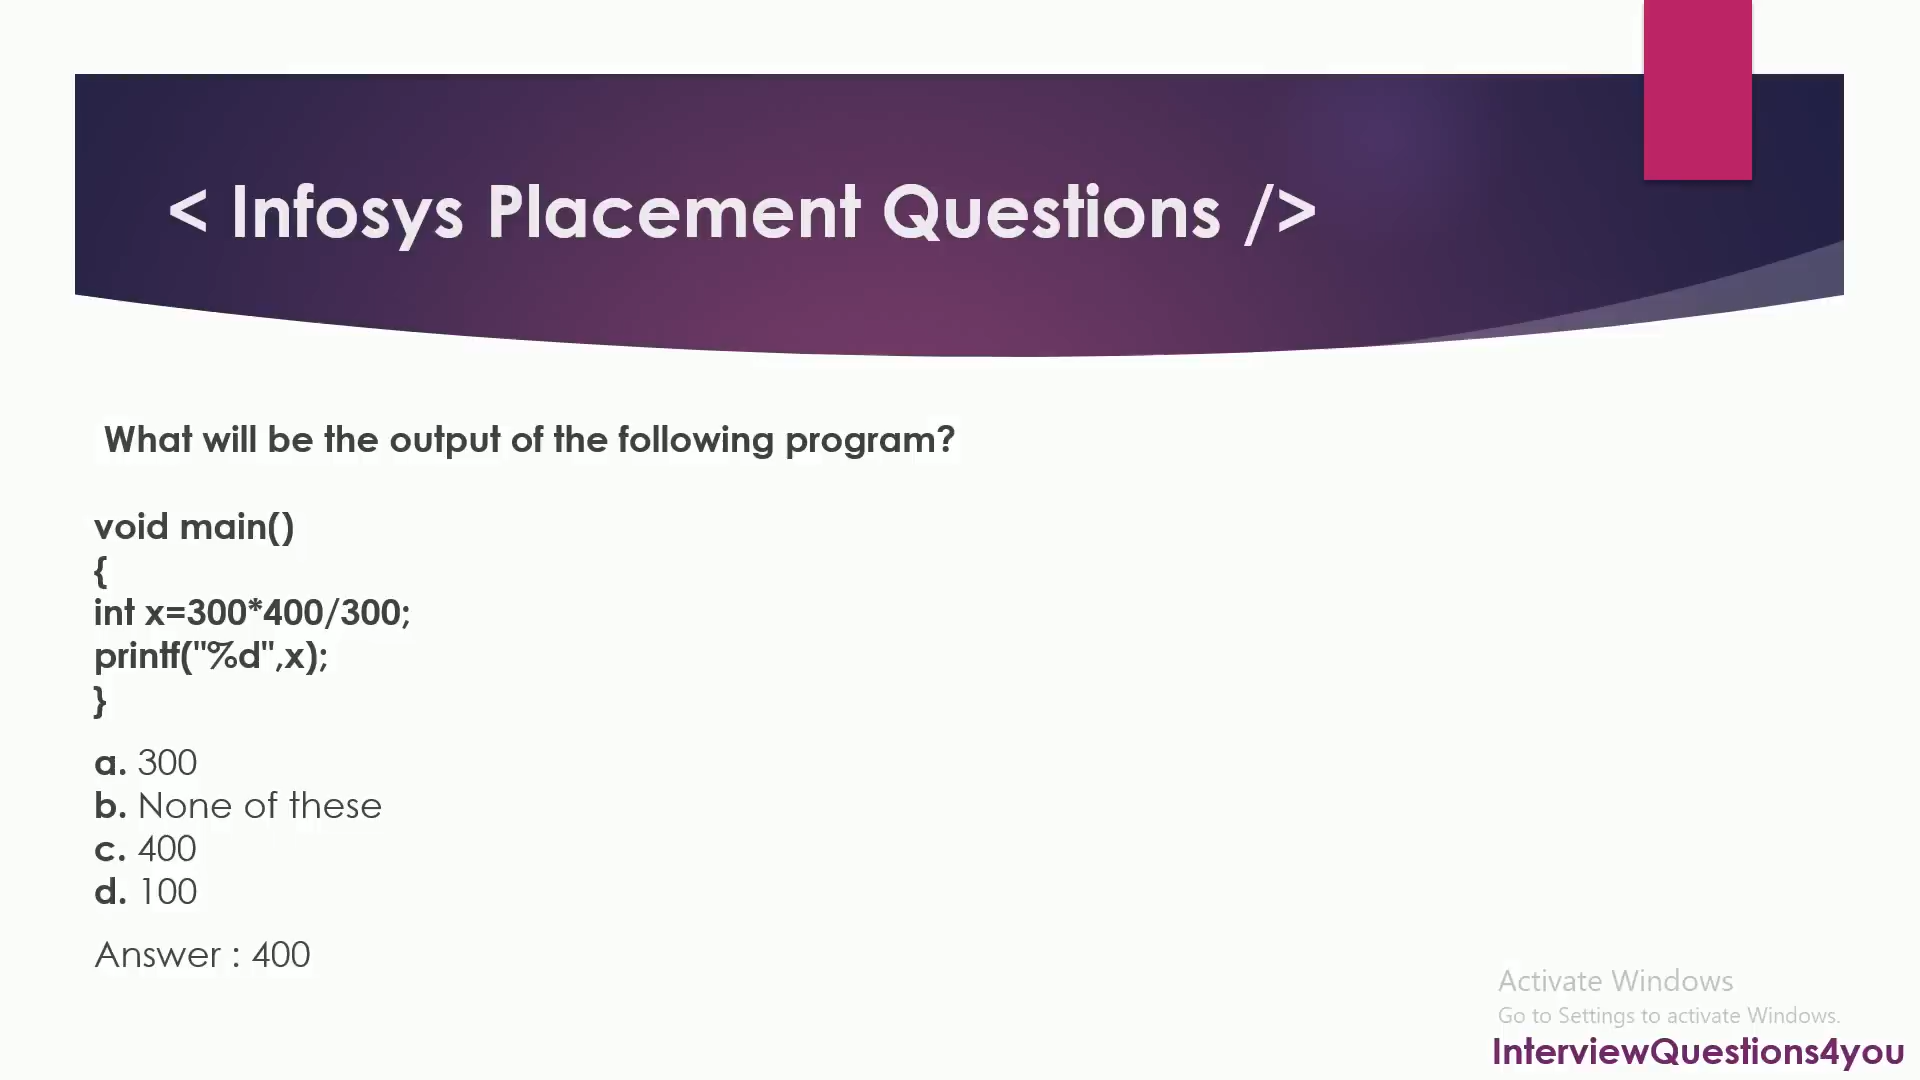 < Infosys Placement Questions />
What will be the output of the following program?
void main()
{
int x=300*400/300;
printf("%d",x);
}
a. 300
b. None of these
c. 400
d. 100
Answer : 400
Activate Windows
Go to Settings to activate Windows.
InterviewQuestions4you